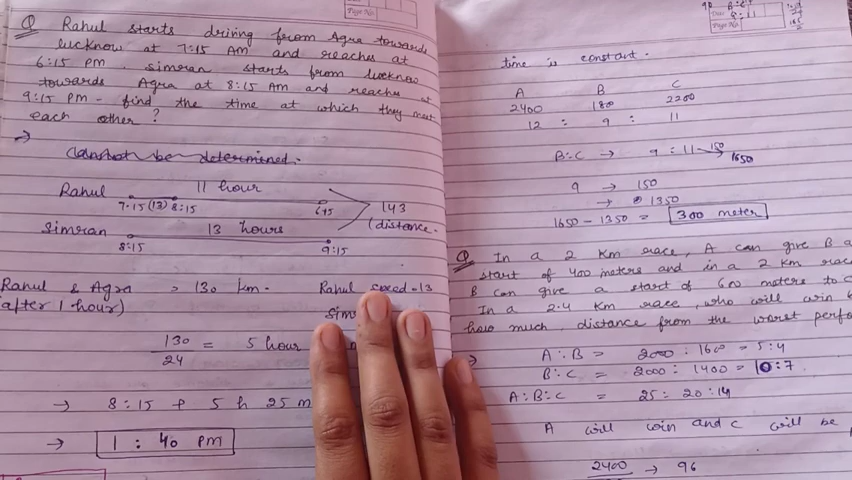 Page No.
Q Rahul starts driving from Agra towards
lucknow at 7:15 AM and reaches at
6:15 PM. Simran starts from lucknow
towards Agra at 8:15 AM and reaches at
9:15 PM - find the time at which they meet
each other ?
→
Cannot be determined.
Rahul 11 hour
7.15 (13) 8:15 6.15
143
(distance.
Simran 13 hours
8:15 9:15
Rahul & Agra = 130 km.
(after 1 hour)
Rahul speed = 13
130
24
= 5 hour
→ 8:15 + 5 h 25 m
→ 1 : 40 PM
Page No.
time is constant.
A B C
2400 180 2200
12 : 9 : 11
B:C → 9 : 11 → 150
1650
9 → 150
→ 1350
1650 - 1350 = 300 meter
Q In a 2 Km race, A can give B a
start of 400 meters and in a 2 km race
B can give a start of 600 meters to C
In a 2.4 Km race, who will win &
how much distance from the worst
→ A : B = 2000 : 1600 = 5:4
B : C = 2000 : 1400 = 10:7
A : B : C = 25 : 20 : 14
A will win and C will be
2400 → 96